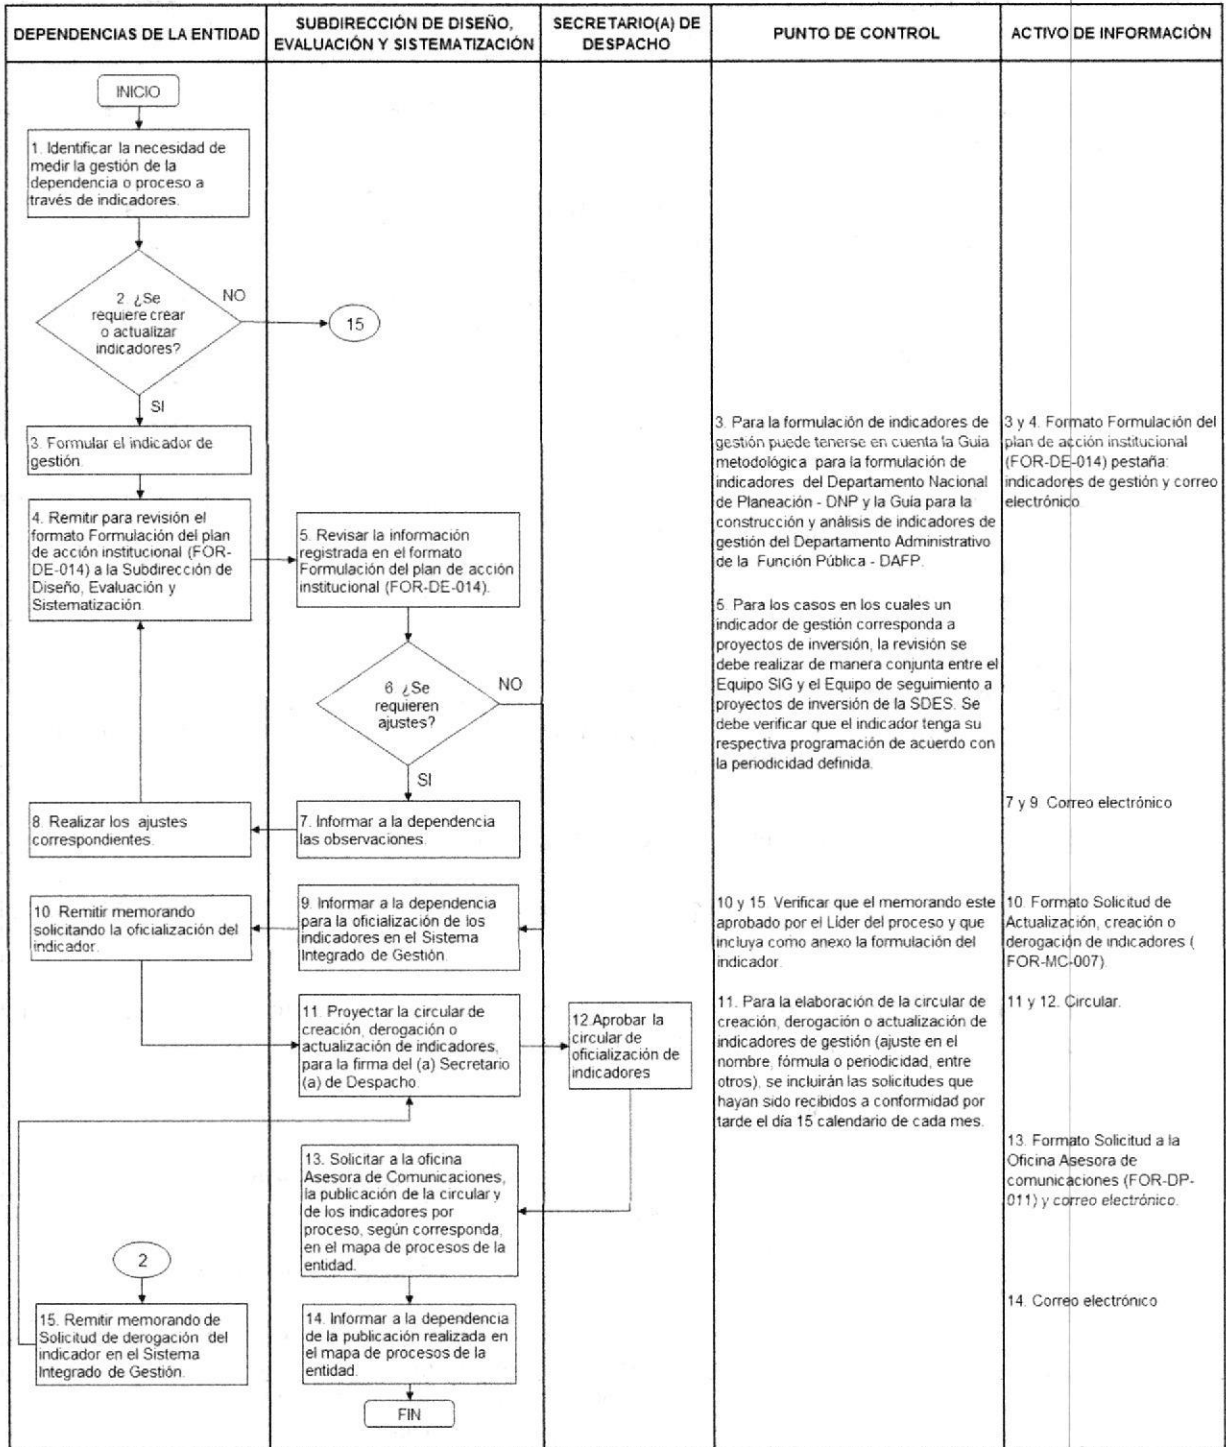 DEPENDENCIAS DE LA ENTIDAD
SUBDIRECCIÓN DE DISEÑO,
EVALUACIÓN Y SISTEMATIZACIÓN
SECRETARIO(A) DE
DESPACHO
PUNTO DE CONTROL
ACTIVO DE INFORMACIÓN
INICIO
1. Identificar la necesidad de
medir la gestión de la
dependencia o proceso a
través de indicadores.
2. ¿Se
requiere crear
o actualizar
indicadores?
NO
15
SI
3. Formular el indicador de
gestión.
4. Remitir para revisión el
formato Formulación del plan
de acción institucional (FOR-
DE-014) a la Subdirección de
Diseño, Evaluación y
Sistematización.
5. Revisar la información
registrada en el formato
Formulación del plan de acción
institucional (FOR-DE-014).
6. ¿Se
requieren
ajustes?
NO
SI
7. Informar a la dependencia
las observaciones.
8. Realizar los ajustes
correspondientes.
9. Informar a la dependencia
para la oficialización de los
indicadores en el Sistema
Integrado de Gestión.
10. Remitir memorando
solicitando la oficialización del
indicador.
11. Proyectar la circular de
creación, derogación o
actualización de indicadores,
para la firma del (a) Secretario
(a) de Despacho.
12.Aprobar la
circular de
oficialización de
indicadores
13. Solicitar a la oficina
Asesora de Comunicaciones,
la publicación de la circular y
de los indicadores por
proceso, según corresponda,
en el mapa de procesos de la
entidad.
14. Informar a la dependencia
de la publicación realizada en
el mapa de procesos de la
entidad.
FIN
2
15. Remitir memorando de
Solicitud de derogación del
indicador en el Sistema
Integrado de Gestión.
3. Para la formulación de indicadores de
gestión puede tenerse en cuenta la Guía
metodológica para la formulación de
indicadores del Departamento Nacional
de Planeación - DNP y la Guía para la
construcción y análisis de indicadores de
gestión del Departamento Administrativo
de la Función Pública - DAFP.
5. Para los casos en los cuales un
indicador de gestión corresponda a
proyectos de inversión, la revisión se
debe realizar de manera conjunta entre el
Equipo SIG y el Equipo de seguimiento a
proyectos de inversión de la SDES. Se
debe verificar que el indicador tenga su
respectiva programación de acuerdo con
la periodicidad definida.
10 y 15. Verificar que el memorando este
aprobado por el Líder del proceso y que
incluya como anexo la formulación del
indicador.
11. Para la elaboración de la circular de
creación, derogación o actualización de
indicadores de gestión (ajuste en el
nombre, fórmula o periodicidad, entre
otros), se incluirán las solicitudes que
hayan sido recibidos a conformidad por
tarde el día 15 calendario de cada mes.
3 y 4. Formato Formulación del
plan de acción institucional
(FOR-DE-014) pestaña:
indicadores de gestión y correo
electrónico
7 y 9. Correo electrónico
10. Formato Solicitud de
Actualización, creación o
derogación de indicadores (
FOR-MC-007).
11 y 12. Circular.
13. Formato Solicitud a la
Oficina Asesora de
comunicaciones (FOR-DP-
011) y correo electrónico.
14. Correo electrónico